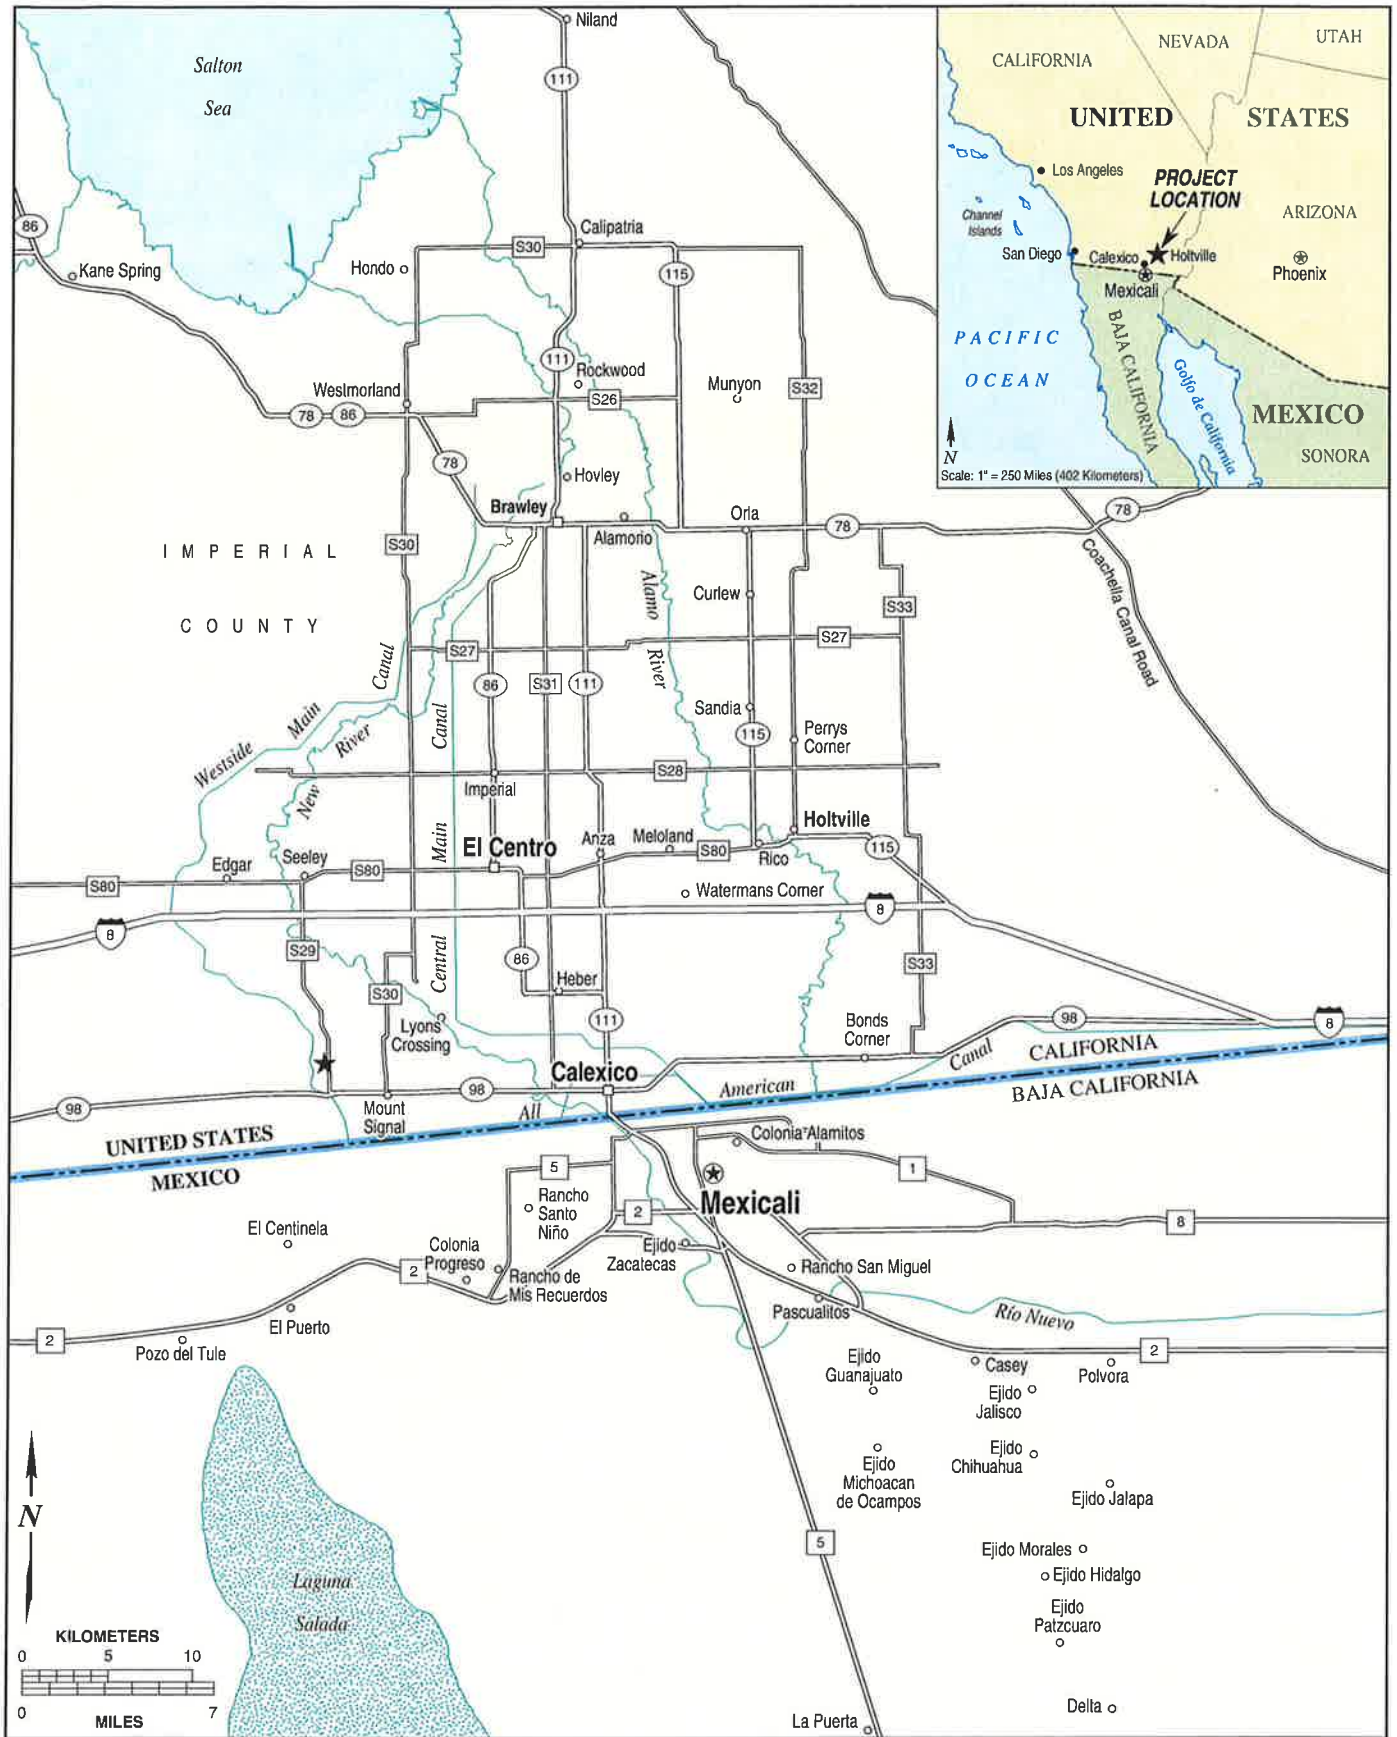 Niland
Salton
Sea
111
CALIFORNIA
NEVADA
UTAH
UNITED
STATES
Los Angeles
PROJECT
LOCATION
Channel
Islands
ARIZONA
San Diego
Calexico
Holtville
Mexicali
Phoenix
PACIFIC
OCEAN
BAJA CALIFORNIA
Golfo de California
MEXICO
SONORA
N
Scale: 1" = 250 Miles (402 Kilometers)
86
Kane Spring
Hondo
S30
Calipatria
115
111
Rockwood
Westmorland
S26
Munyon
S32
78
86
78
Hovley
Brawley
Alamorio
Orla
78
78
Coachella Canal Road
IMPERIAL
COUNTY
S30
Alamo
River
Curlew
S33
S27
S27
Canal
Main
Westside
86
S31
111
Sandia
115
Perrys
Corner
River
New
Canal
Main
Central
S28
Imperial
Holtville
El Centro
Anza
Meloland
S80
Rico
115
Edgar
Seeley
S80
S80
Watermans Corner
8
8
S29
86
S33
S30
Heber
Lyons
Crossing
111
Bonds
Corner
98
8
Canal
CALIFORNIA
BAJA CALIFORNIA
Calexico
American
All
98
98
Mount
Signal
UNITED STATES
MEXICO
Colonia Alamitos
5
1
Rancho
Santo
Niño
2
Mexicali
8
El Centinela
Colonia
Progreso
Ejido
Zacatecas
2
Rancho de
Mis Recuerdos
Rancho San Miguel
Pascualitos
Río Nuevo
El Puerto
2
Pozo del Tule
2
Ejido
Guanajuato
Casey
Polvora
Ejido
Jalisco
Ejido
Chihuahua
Ejido
Michoacan
de Ocampos
Ejido Jalapa
N
5
Ejido Morales
Ejido Hidalgo
Laguna
Salada
Ejido
Patzcuaro
KILOMETERS
0 5 10
0 7
MILES
Delta
La Puerta